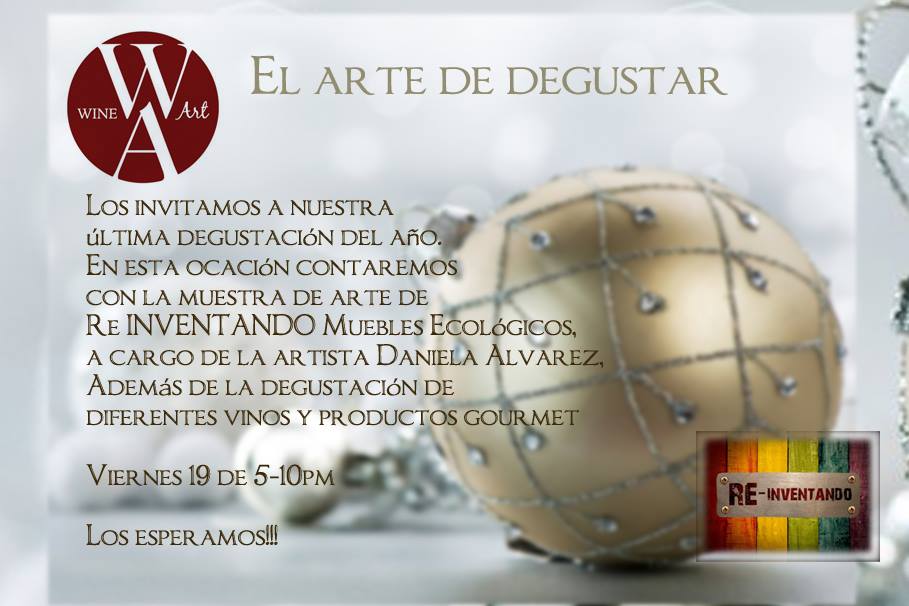 WINE WA Art
El arte de degustar
Los invitamos a nuestra
última degustación del año.
En esta ocación contaremos
con la muestra de arte de
Re INVENTANDO Muebles Ecológicos,
a cargo de la artista Daniela Alvarez,
Además de la degustación de
diferentes vinos y productos gourmet
Viernes 19 de 5-10pm
Los esperamos!!!
RE-INVENTANDO